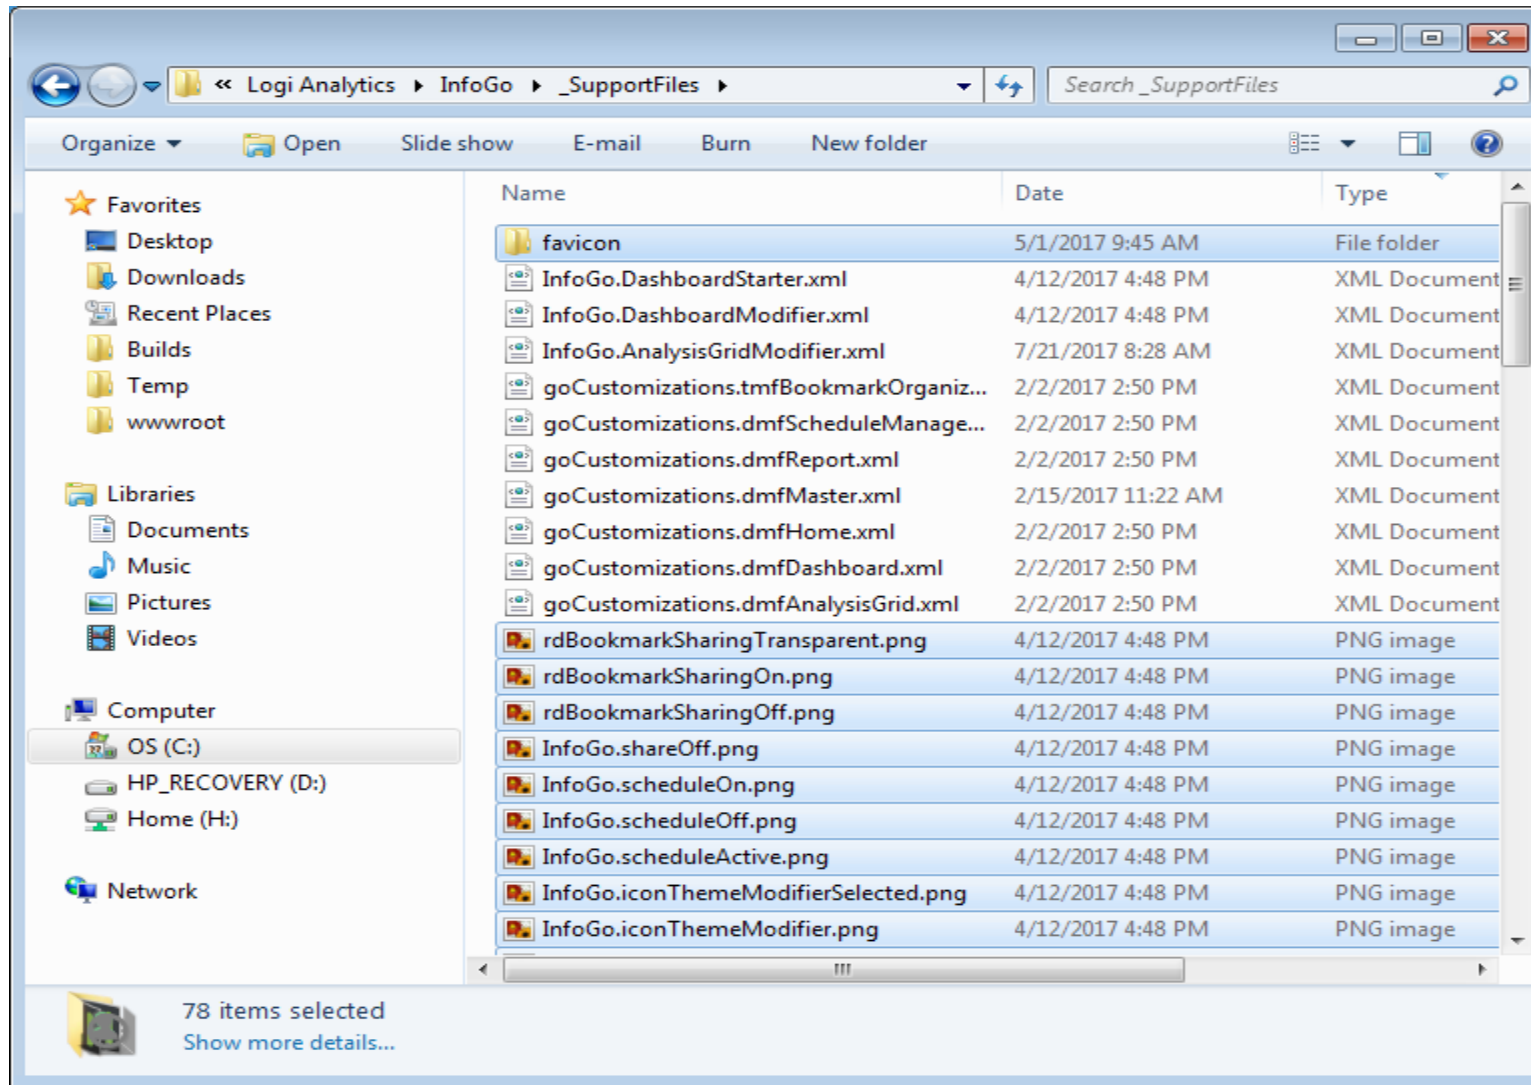 « Logi Analytics ▸ InfoGo ▸ _SupportFiles ▸ Search _SupportFiles
Organize Open Slide show E-mail Burn New folder
Name Date Type
Favorites
Desktop
Downloads
Recent Places
Builds
Temp
wwwroot
Libraries
Documents
Music
Pictures
Videos
Computer
OS (C:)
HP_RECOVERY (D:)
Home (H:)
Network
favicon 5/1/2017 9:45 AM File folder
InfoGo.DashboardStarter.xml 4/12/2017 4:48 PM XML Document
InfoGo.DashboardModifier.xml 4/12/2017 4:48 PM XML Document
InfoGo.AnalysisGridModifier.xml 7/21/2017 8:28 AM XML Document
goCustomizations.tmfBookmarkOrganiz... 2/2/2017 2:50 PM XML Document
goCustomizations.dmfScheduleManage... 2/2/2017 2:50 PM XML Document
goCustomizations.dmfReport.xml 2/2/2017 2:50 PM XML Document
goCustomizations.dmfMaster.xml 2/15/2017 11:22 AM XML Document
goCustomizations.dmfHome.xml 2/2/2017 2:50 PM XML Document
goCustomizations.dmfDashboard.xml 2/2/2017 2:50 PM XML Document
goCustomizations.dmfAnalysisGrid.xml 2/2/2017 2:50 PM XML Document
rdBookmarkSharingTransparent.png 4/12/2017 4:48 PM PNG image
rdBookmarkSharingOn.png 4/12/2017 4:48 PM PNG image
rdBookmarkSharingOff.png 4/12/2017 4:48 PM PNG image
InfoGo.shareOff.png 4/12/2017 4:48 PM PNG image
InfoGo.scheduleOn.png 4/12/2017 4:48 PM PNG image
InfoGo.scheduleOff.png 4/12/2017 4:48 PM PNG image
InfoGo.scheduleActive.png 4/12/2017 4:48 PM PNG image
InfoGo.iconThemeModifierSelected.png 4/12/2017 4:48 PM PNG image
InfoGo.iconThemeModifier.png 4/12/2017 4:48 PM PNG image
78 items selected
Show more details...